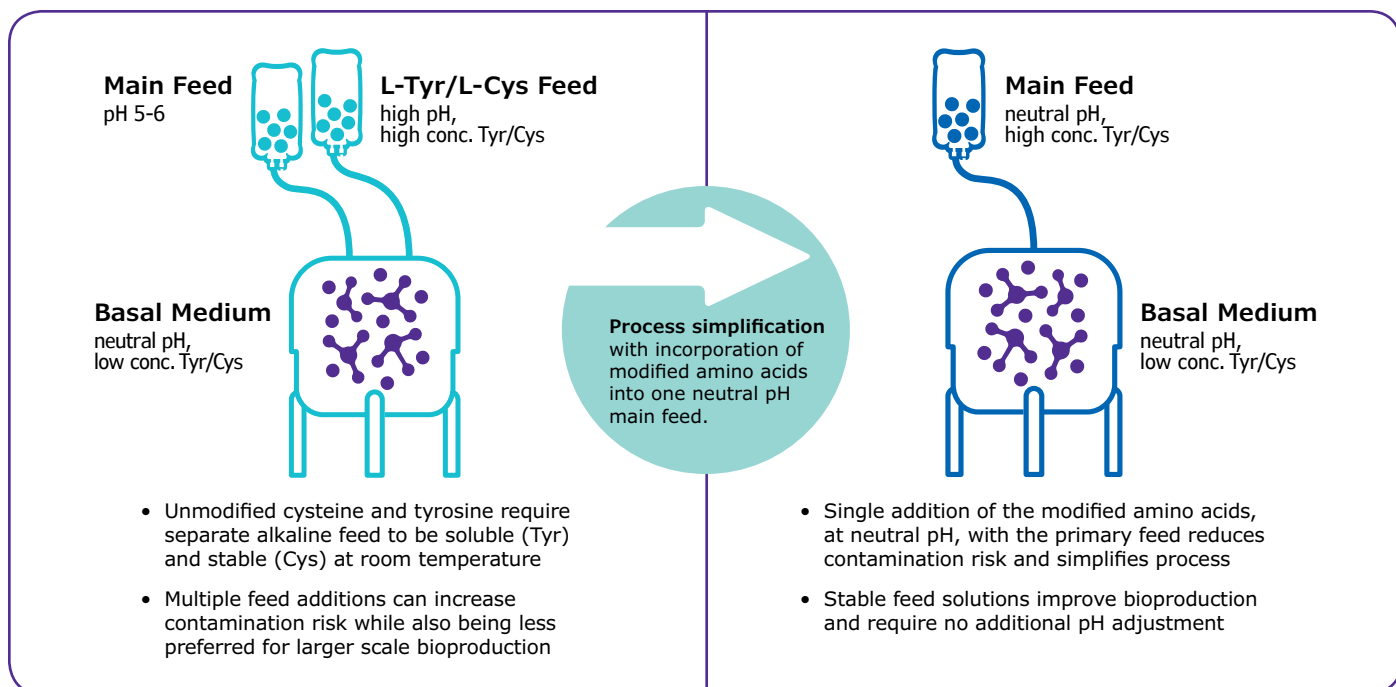 Main Feed
pH 5-6
L-Tyr/L-Cys Feed
high pH,
high conc. Tyr/Cys
Basal Medium
neutral pH,
low conc. Tyr/Cys
• Unmodified cysteine and tyrosine require
separate alkaline feed to be soluble (Tyr)
and stable (Cys) at room temperature
• Multiple feed additions can increase
contamination risk while also being less
preferred for larger scale bioproduction
Process simplification
with incorporation of
modified amino acids
into one neutral pH
main feed.
Main Feed
neutral pH,
high conc. Tyr/Cys
Basal Medium
neutral pH,
low conc. Tyr/Cys
• Single addition of the modified amino acids,
at neutral pH, with the primary feed reduces
contamination risk and simplifies process
• Stable feed solutions improve bioproduction
and require no additional pH adjustment